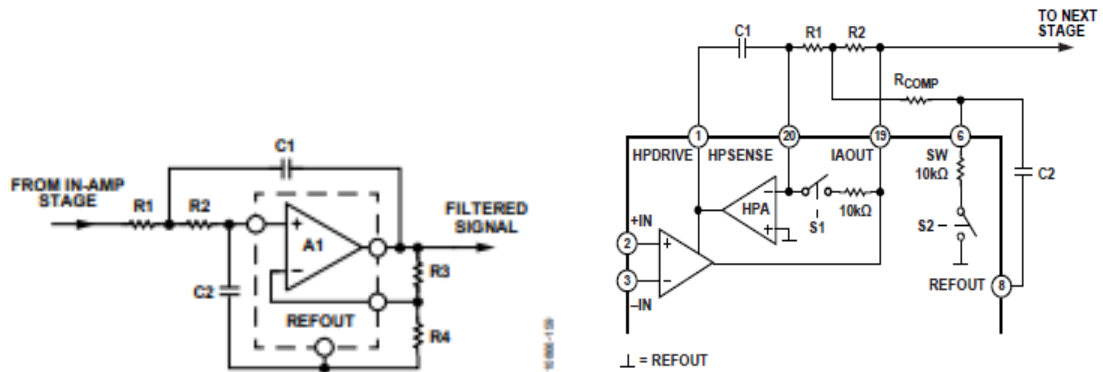 C1
FROM IN-AMP
STAGE
R1
R2
A1
+
–
FILTERED
SIGNAL
R3
C2
REFOUT
R4
TO NEXT
STAGE
C1
R1
R2
RCOMP
1
20
19
6
HPDRIVE
HPSENSE
IAOUT
SW
10kΩ
C2
HPA
–
+
S1
10kΩ
S2
+IN
2
+
3
–
–IN
REFOUT
8
⊥ = REFOUT